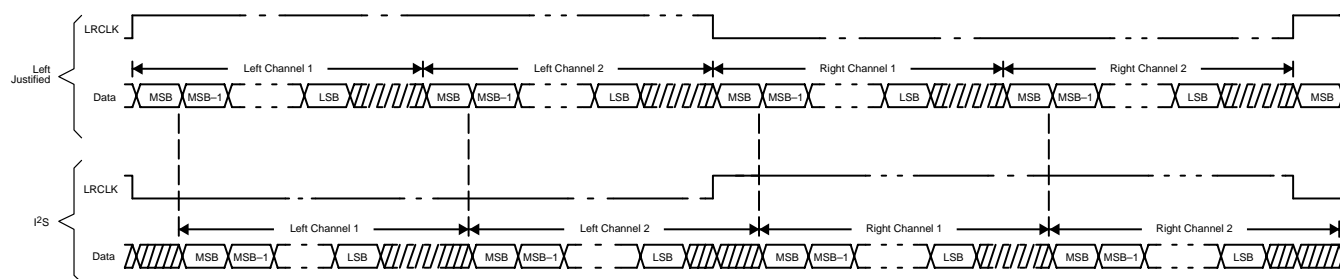 LRCLK
Left
Justified
Left Channel 1 Left Channel 2 Right Channel 1 Right Channel 2
Data MSB MSB–1 LSB MSB MSB–1 LSB MSB MSB–1 LSB MSB MSB–1 LSB MSB
LRCLK
I²S
Left Channel 1 Left Channel 2 Right Channel 1 Right Channel 2
Data MSB MSB–1 LSB MSB MSB–1 LSB MSB MSB–1 LSB MSB MSB–1 LSB